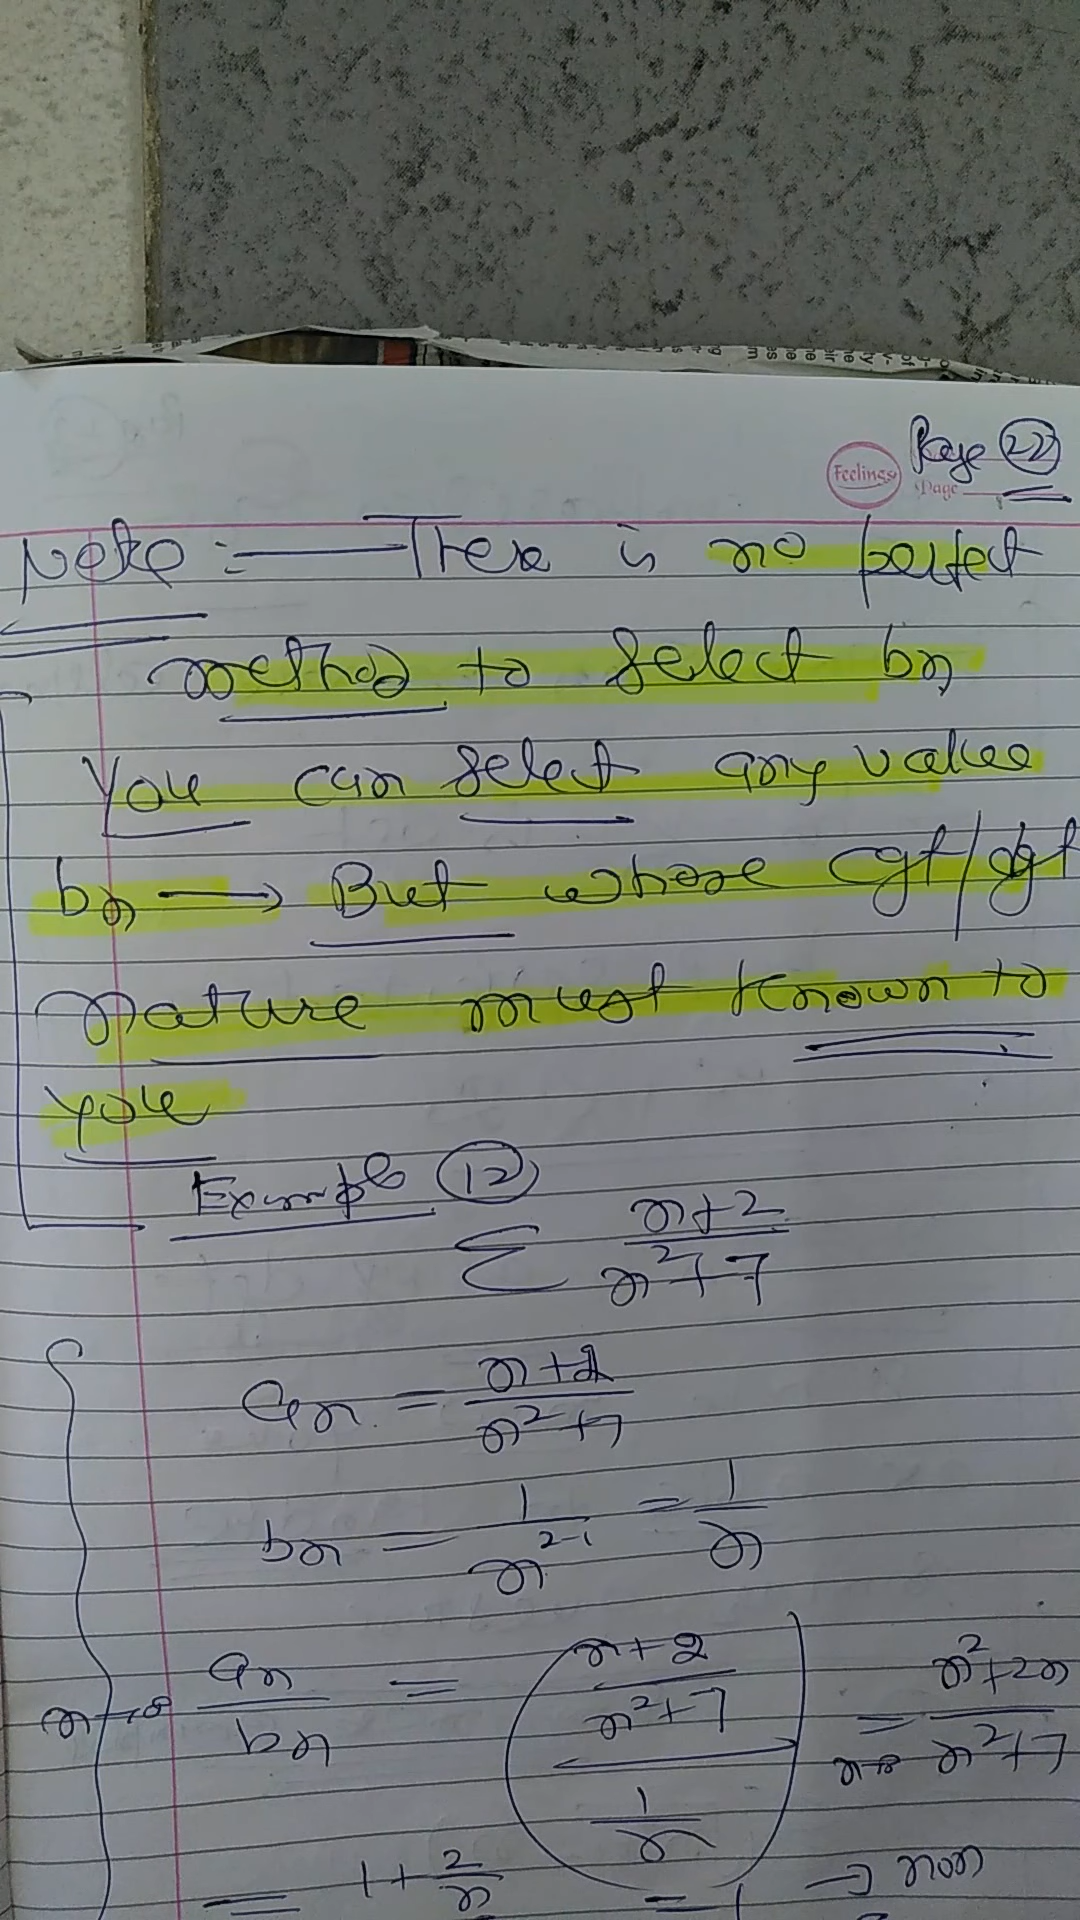 Page 22
Feelings
Page
Note :— There is no perfect
method to select bn
You can select any value
bn → But whose cgt/dgt
nature must known to
you
Example 12
Σ n+2 / n²+7
an = n+2 / n²+7
bn = 1 / n²⁻¹ = 1/n
n→∞ an/bn = (n+2 / n²+7) / (1/n) = n→∞ n²+2n / n²+7
= 1+2/n = 1 → non